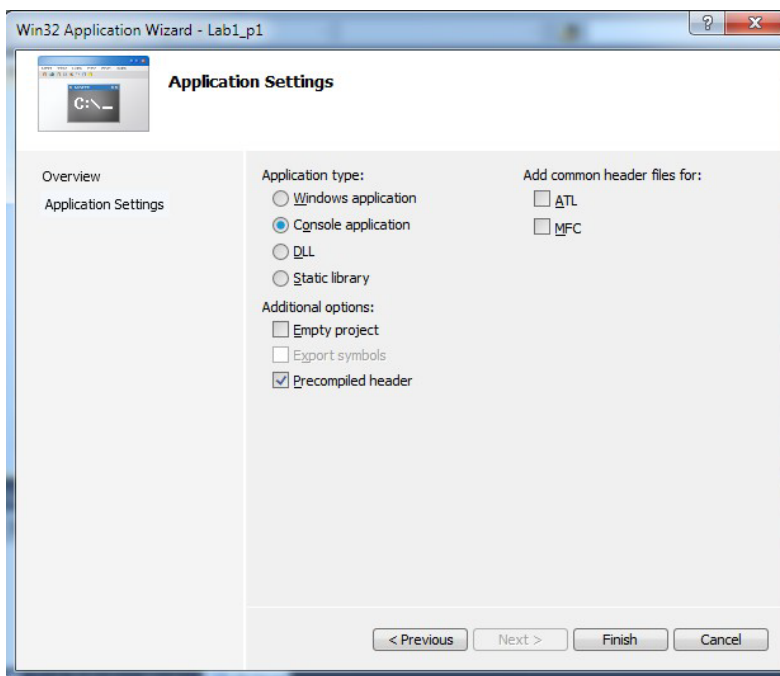 Win32 Application Wizard - Lab1_p1
C:\_
Application Settings
Overview
Application Settings
Application type:
Windows application
Console application
DLL
Static library
Additional options:
Empty project
Export symbols
Precompiled header
Add common header files for:
ATL
MFC
< Previous
Next >
Finish
Cancel